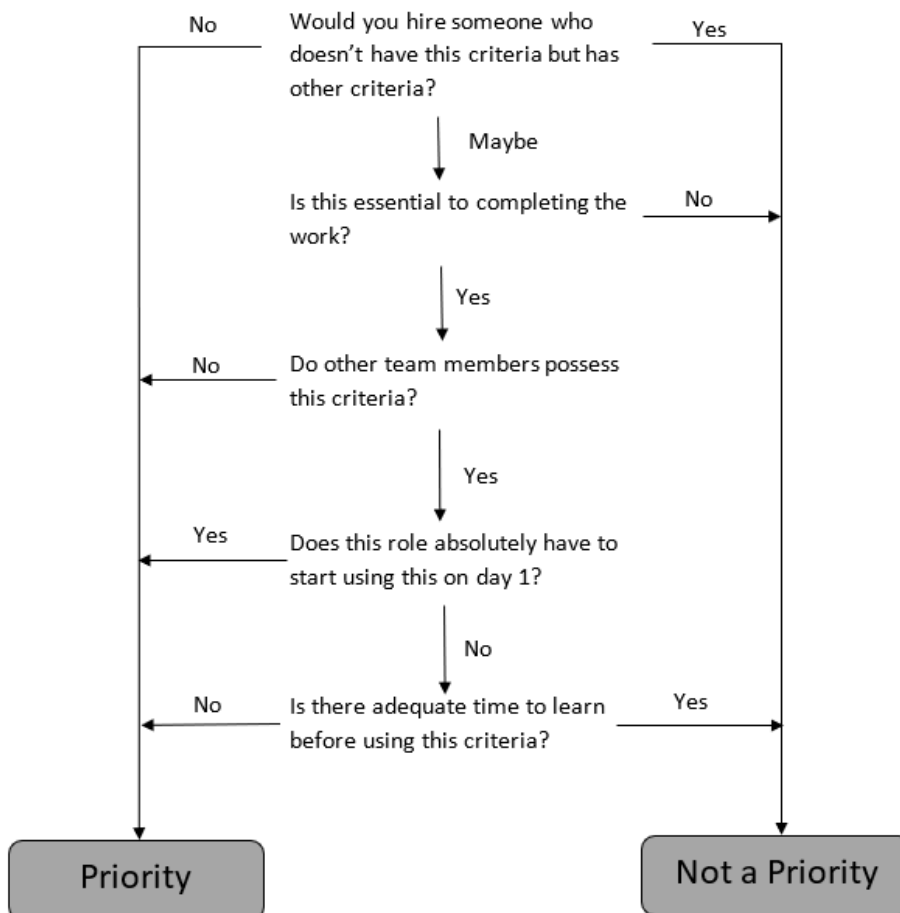 No
Would you hire someone who
doesn't have this criteria but has
other criteria?
Yes
Maybe
Is this essential to completing the
work?
No
Yes
No
Do other team members possess
this criteria?
Yes
Yes
Does this role absolutely have to
start using this on day 1?
No
No
Is there adequate time to learn
before using this criteria?
Yes
Priority
Not a Priority